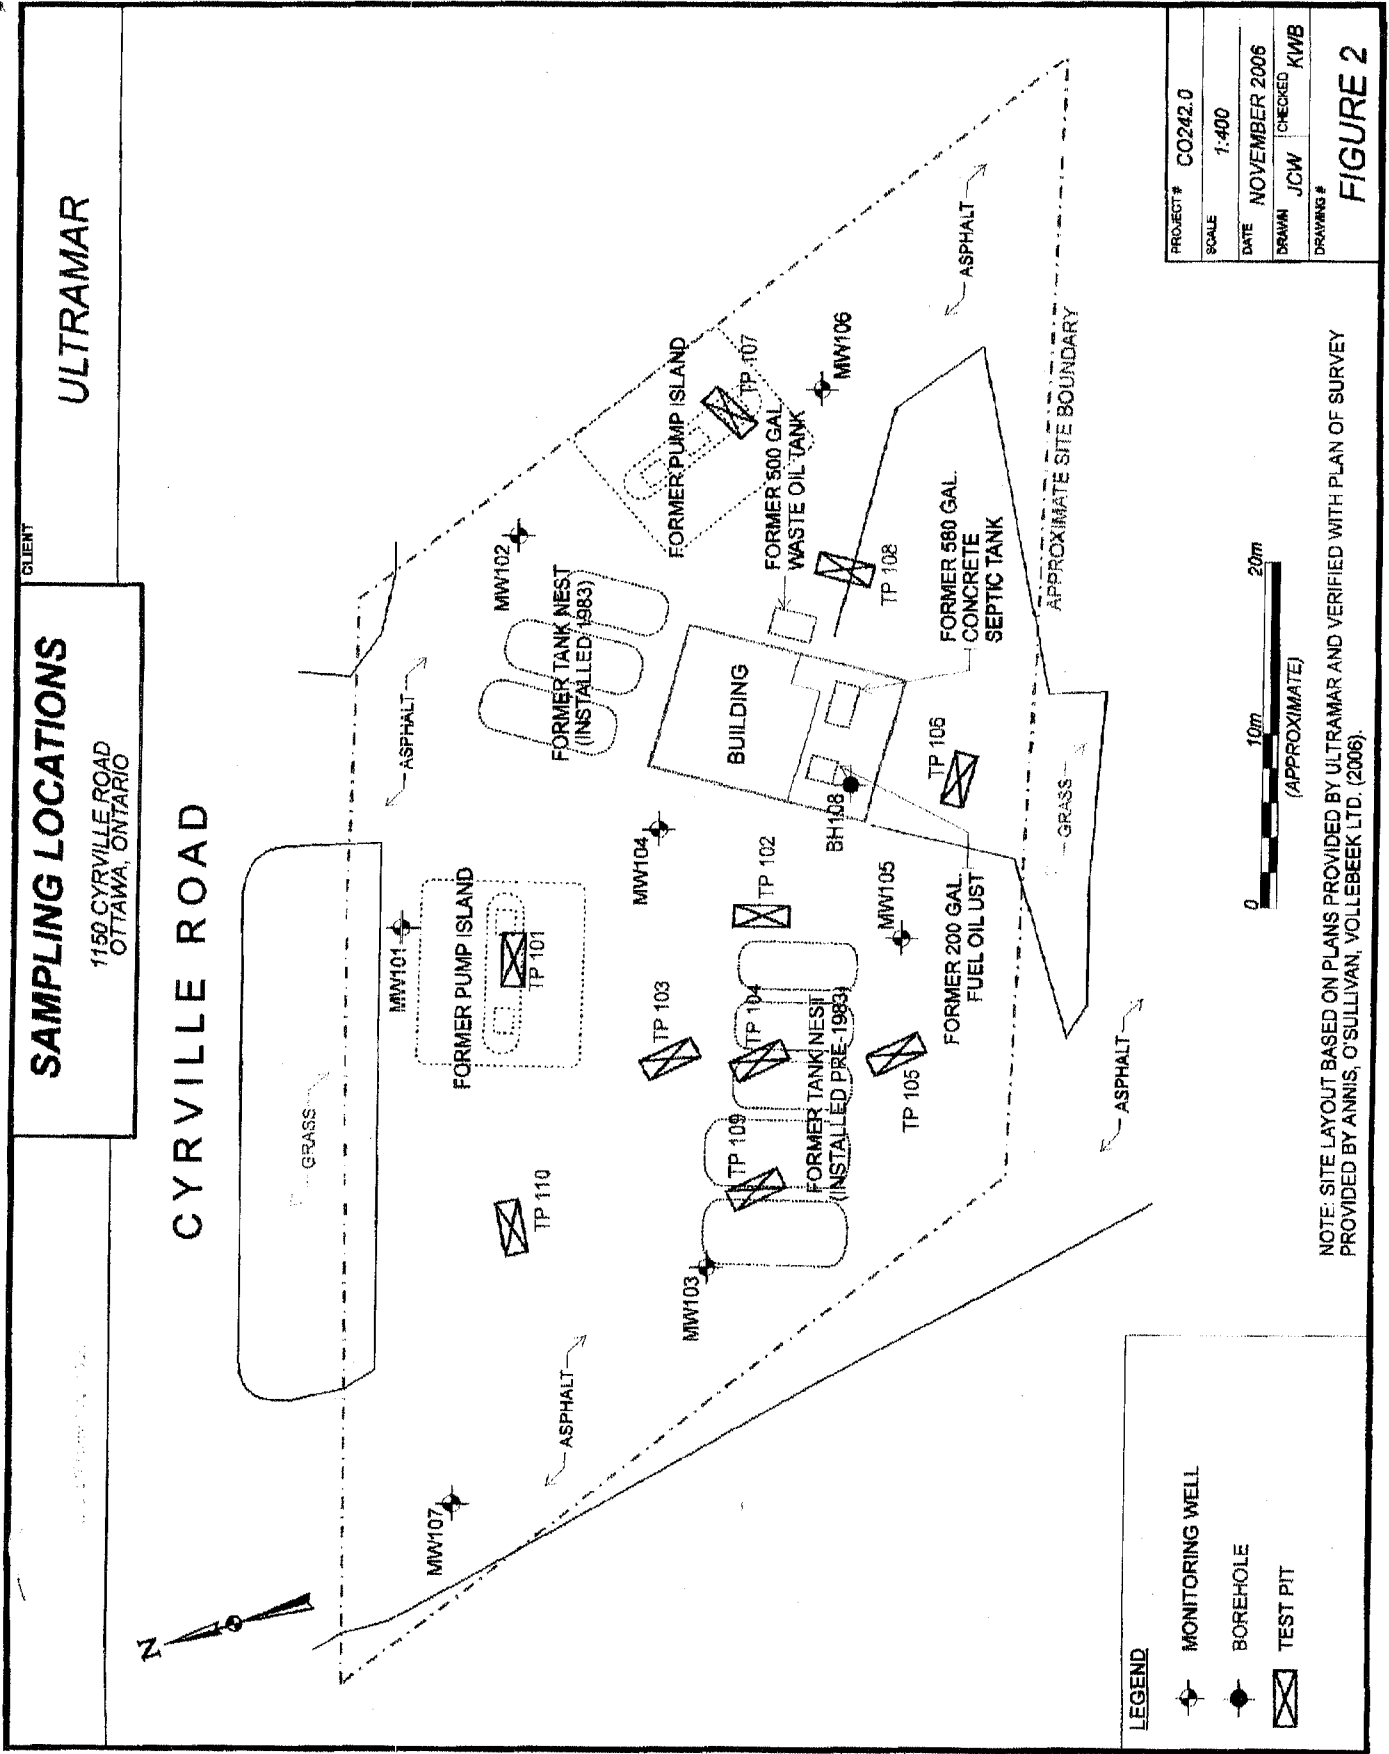 SAMPLING LOCATIONS
1150 CYRVILLE ROAD
OTTAWA, ONTARIO
CLIENT
ULTRAMAR
N
CYRVILLE ROAD
GRASS
MW107
MW101
ASPHALT
ASPHALT
FORMER PUMP ISLAND
TP 101
TP 110
MW102
FORMER TANK NEST
(INSTALLED 1983)
MW104
MW103
TP 103
TP 102
TP 104
TP 109
FORMER TANK NEST
(INSTALLED PRE-1983)
TP 105
MW105
BUILDING
BH108
FORMER PUMP ISLAND
TP 107
FORMER 500 GAL.
WASTE OIL TANK
MW106
TP 108
FORMER 580 GAL.
CONCRETE
SEPTIC TANK
TP 106
FORMER 200 GAL.
FUEL OIL UST
ASPHALT
APPROXIMATE SITE BOUNDARY
GRASS
ASPHALT
LEGEND
MONITORING WELL
BOREHOLE
TEST PIT
0 10m 20m
(APPROXIMATE)
NOTE: SITE LAYOUT BASED ON PLANS PROVIDED BY ULTRAMAR AND VERIFIED WITH PLAN OF SURVEY
PROVIDED BY ANNIS, O'SULLIVAN, VOLLEBEEK LTD. (2006).
PROJECT # CO242.0
SCALE 1:400
DATE NOVEMBER 2006
DRAWN JCW CHECKED KWB
DRAWING #
FIGURE 2